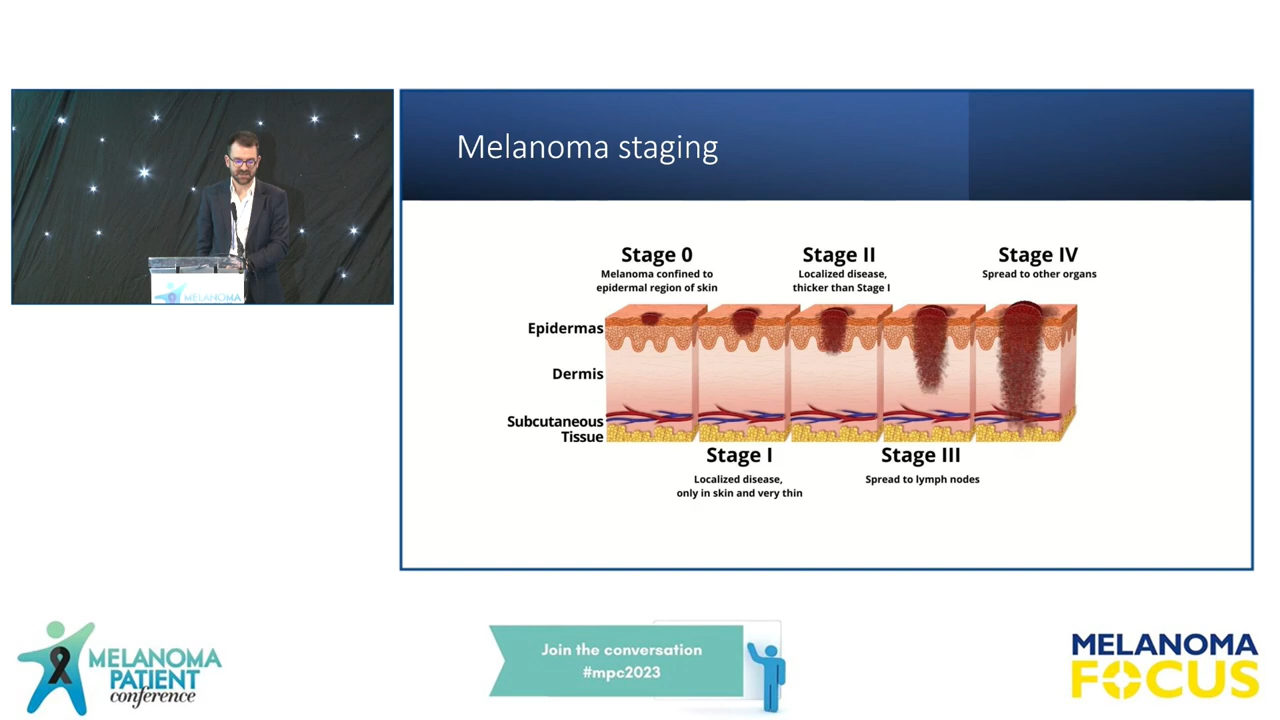 Melanoma staging
Stage 0
Melanoma confined to
epidermal region of skin
Stage II
Localized disease,
thicker than Stage I
Stage IV
Spread to other organs
Epidermas
Dermis
Subcutaneous
Tissue
Stage I
Localized disease,
only in skin and very thin
Stage III
Spread to lymph nodes
MELANOMA
MELANOMA
PATIENT
conference
Join the conversation
#mpc2023
MELANOMA
FOCUS